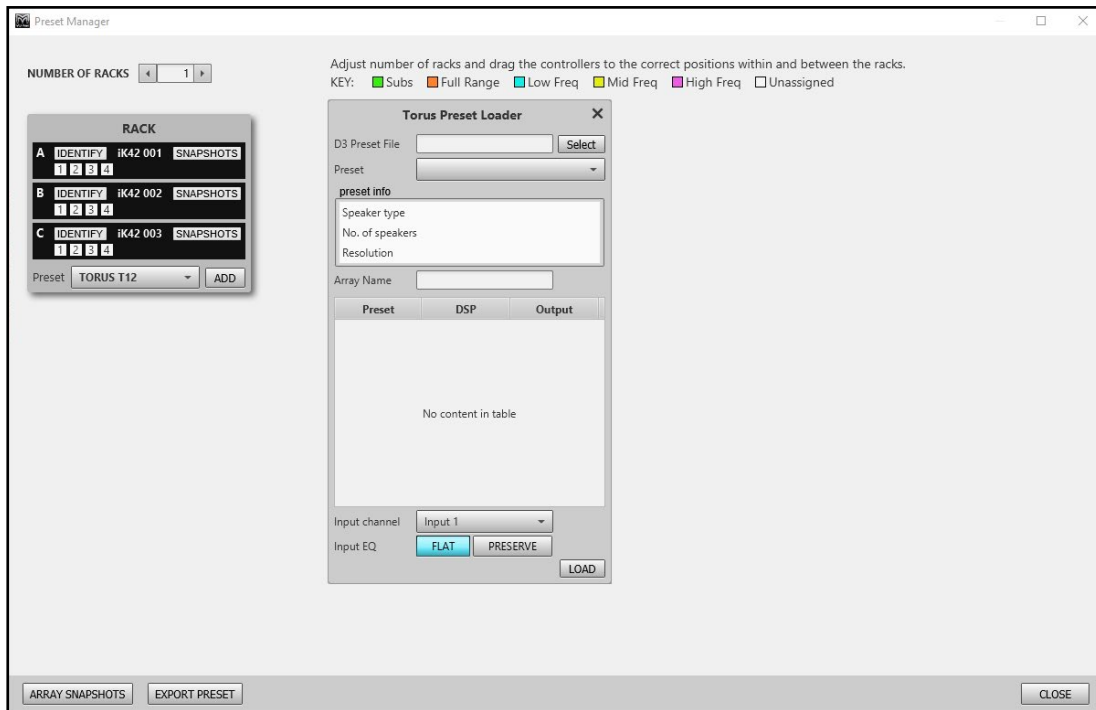 Preset Manager
NUMBER OF RACKS 1
Adjust number of racks and drag the controllers to the correct positions within and between the racks.
KEY: Subs Full Range Low Freq Mid Freq High Freq Unassigned
RACK
A IDENTIFY iK42 001 SNAPSHOTS
1 2 3 4
B IDENTIFY iK42 002 SNAPSHOTS
1 2 3 4
C IDENTIFY iK42 003 SNAPSHOTS
1 2 3 4
Preset TORUS T12 ADD
Torus Preset Loader
D3 Preset File Select
Preset
preset info
Speaker type
No. of speakers
Resolution
Array Name
Preset DSP Output
No content in table
Input channel Input 1
Input EQ FLAT PRESERVE
LOAD
ARRAY SNAPSHOTS EXPORT PRESET CLOSE